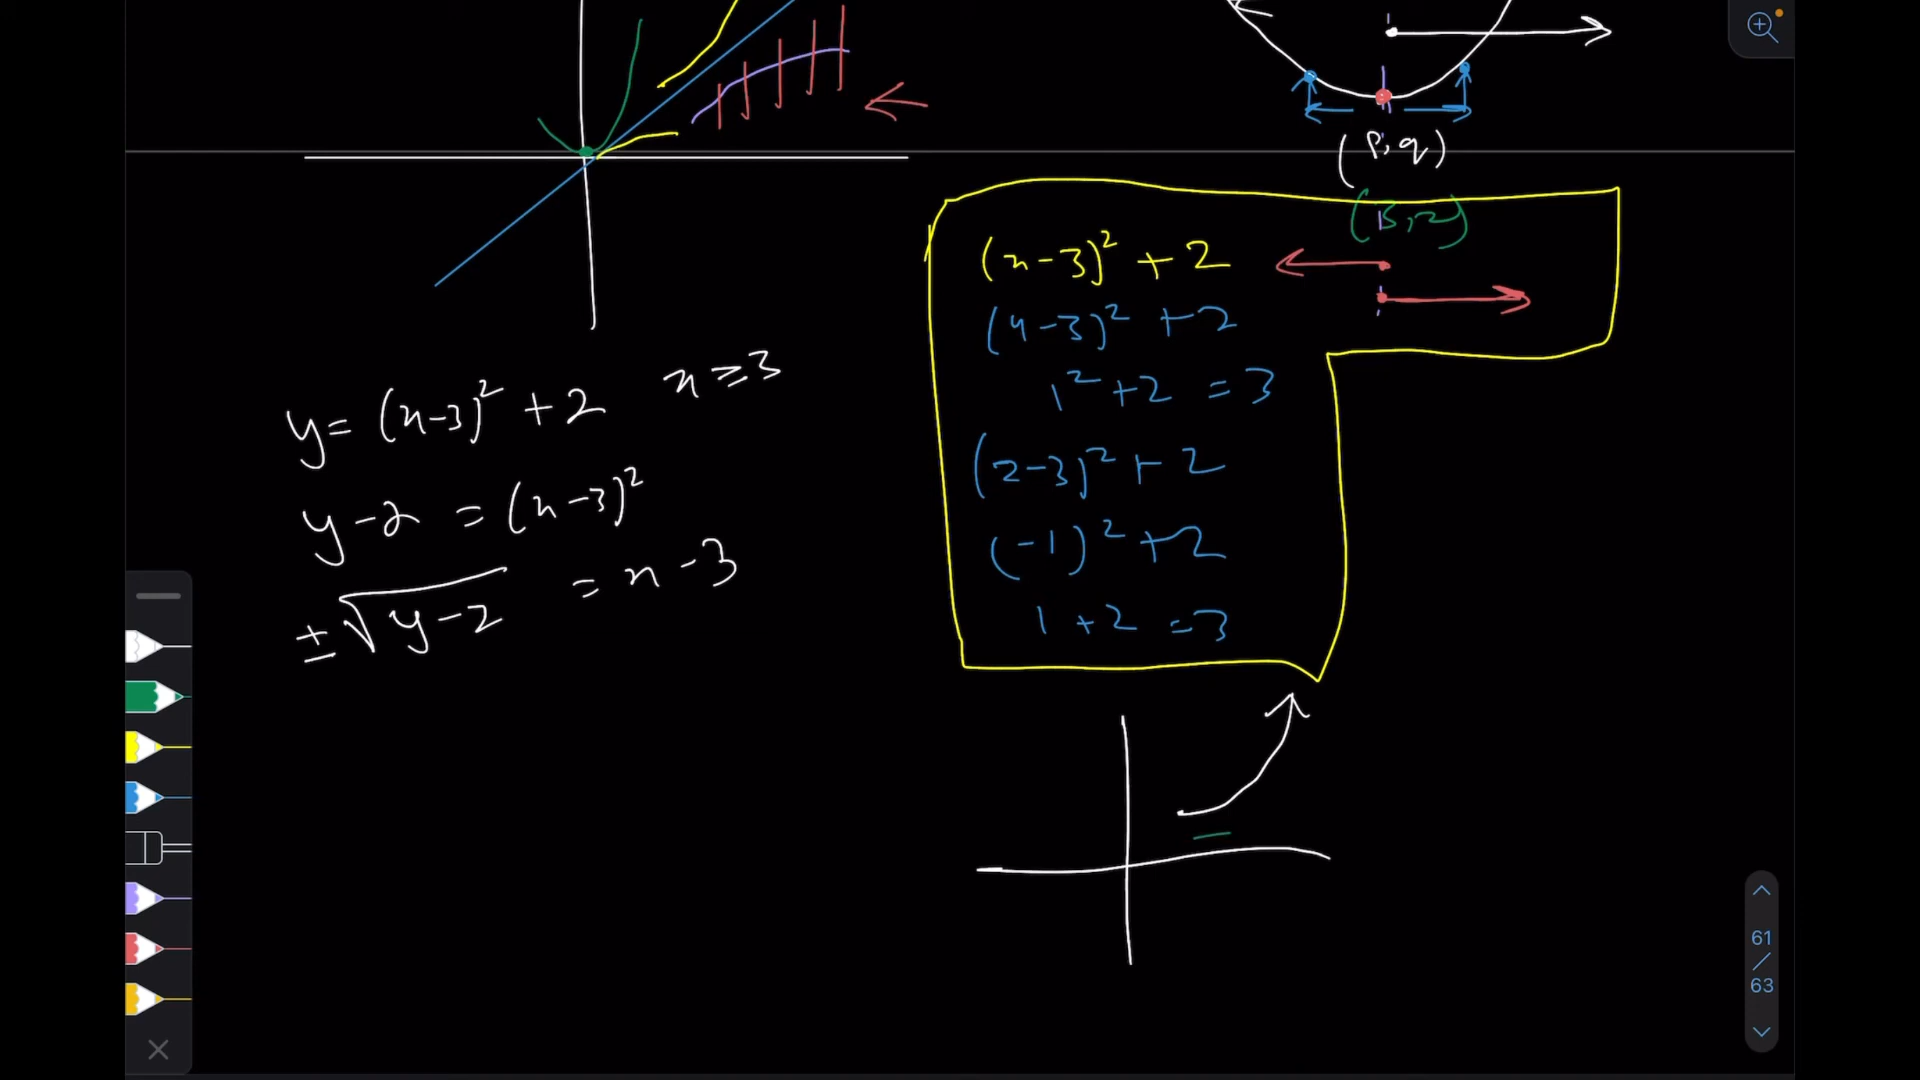 (p, q)
(3, 2)
(x-3)² + 2
(4-3)² + 2
1² + 2 = 3
(2-3)² + 2
(-1)² + 2
1 + 2 = 3
y = (x-3)² + 2 x ≥ 3
y - 2 = (x-3)²
±√y-2 = x - 3
61
/
63